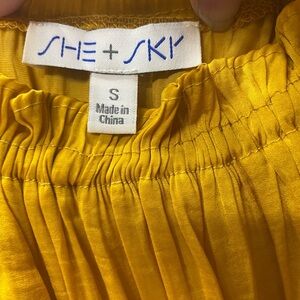 SHE + SKY
S
Made in
China